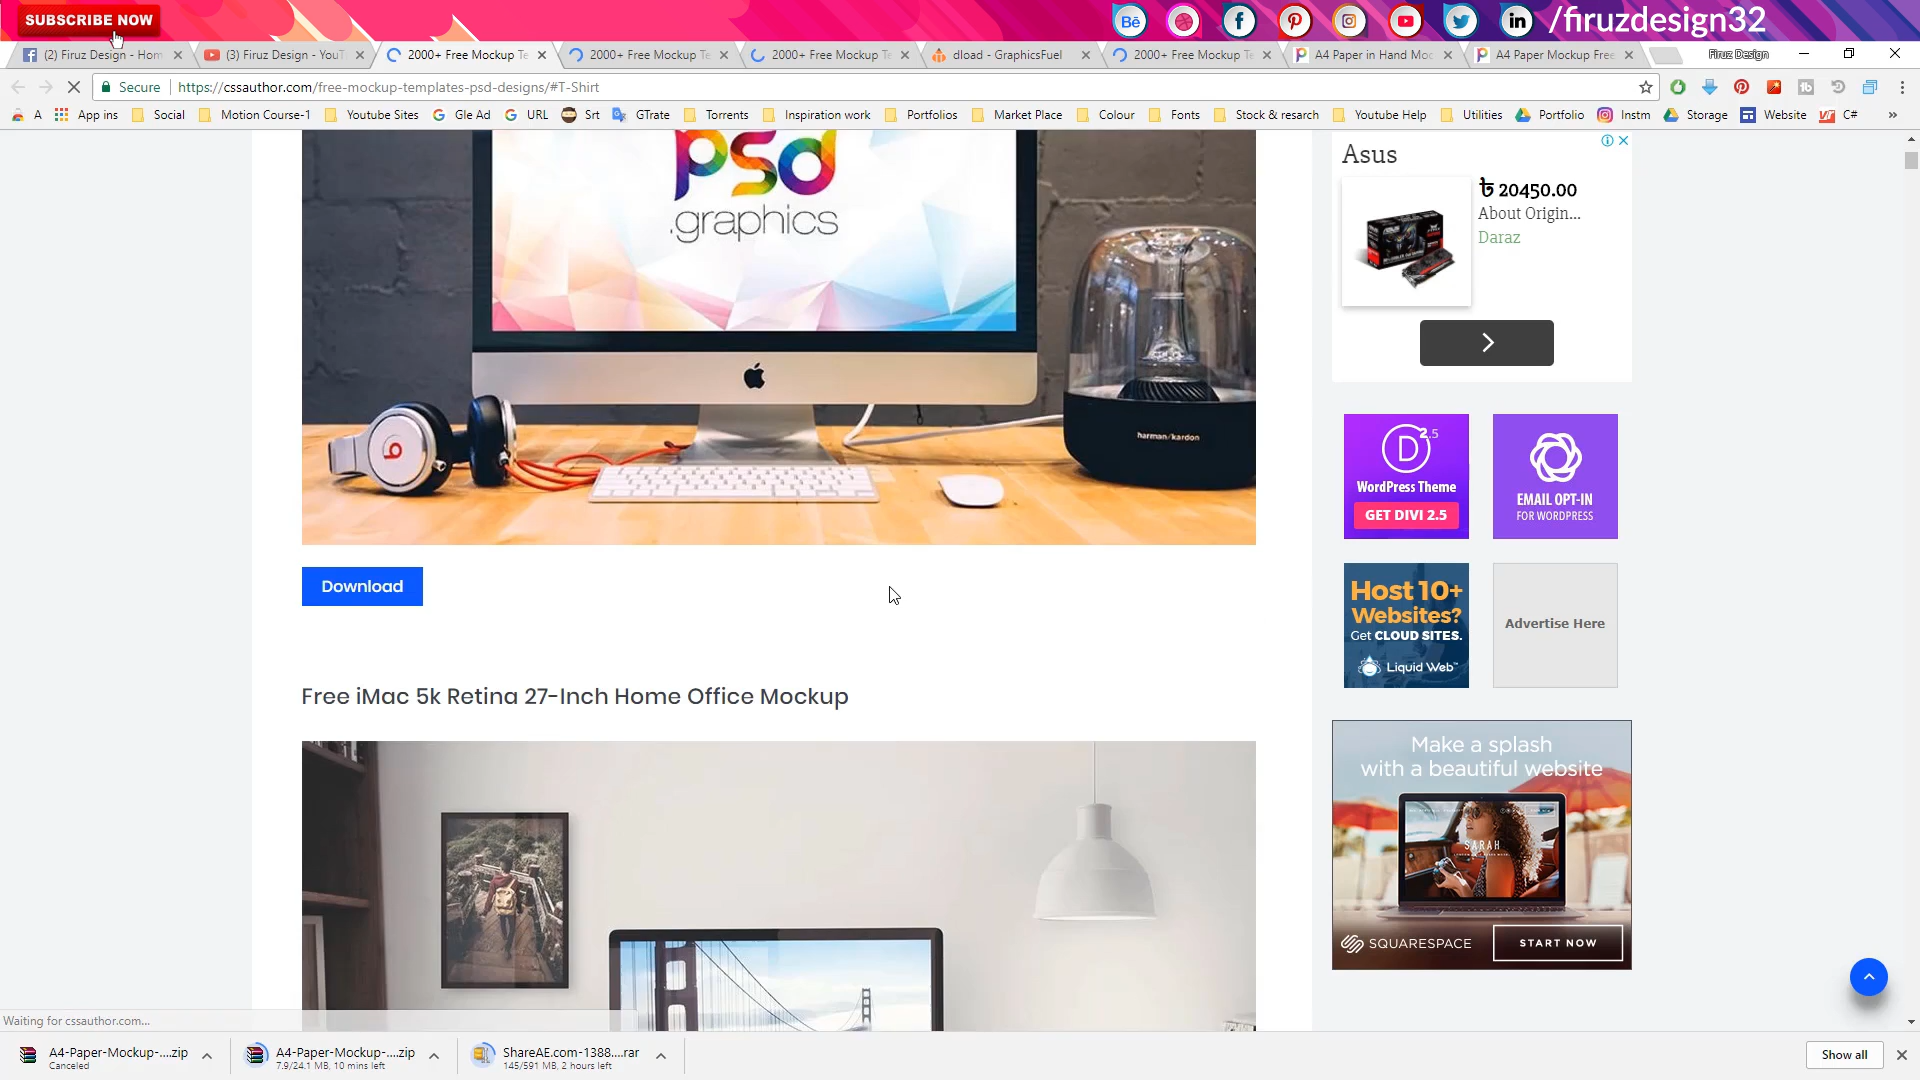 SUBSCRIBE NOW
Bē
/firuzdesign32
(2) Firuz Design - Hom
(3) Firuz Design - YouT
2000+ Free Mockup Te
2000+ Free Mockup Te
2000+ Free Mockup Te
dload - GraphicsFuel
2000+ Free Mockup Te
A4 Paper in Hand Moc
A4 Paper Mockup Free
Firuz Design
Secure
https://cssauthor.com/free-mockup-templates-psd-designs/#T-Shirt
A
App ins
Social
Motion Course-1
Youtube Sites
Gle Ad
URL
Srt
GTrate
Torrents
Inspiration work
Portfolios
Market Place
Colour
Fonts
Stock & research
Youtube Help
Utilities
Portfolio
Instm
Storage
Website
C#
psd
.graphics
harman/kardon
Download
Free iMac 5k Retina 27-Inch Home Office Mockup
Asus
৳ 20450.00
About Origin...
Daraz
D 2.5
WordPress Theme
GET DIVI 2.5
EMAIL OPT-IN
FOR WORDPRESS
Host 10+
Websites?
Get CLOUD SITES.
Liquid Web™
Advertise Here
Make a splash
with a beautiful website
SARAH
SQUARESPACE
START NOW
Waiting for cssauthor.com...
A4-Paper-Mockup-....zip
Canceled
A4-Paper-Mockup-....zip
7.9/24.1 MB, 10 mins left
ShareAE.com-1388....rar
145/591 MB, 2 hours left
Show all